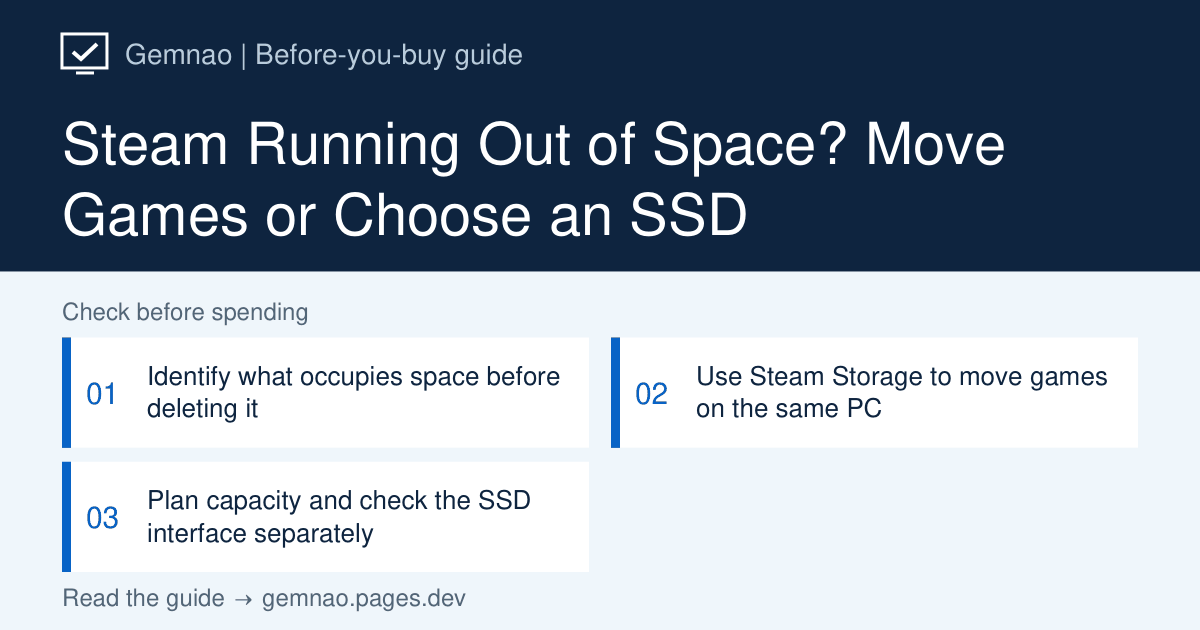 Gemnao | Before-you-buy guide
Steam Running Out of Space? Move
Games or Choose an SSD
Check before spending
01
Identify what occupies space before
deleting it
02
Use Steam Storage to move games
on the same PC
03
Plan capacity and check the SSD
interface separately
Read the guide → gemnao.pages.dev